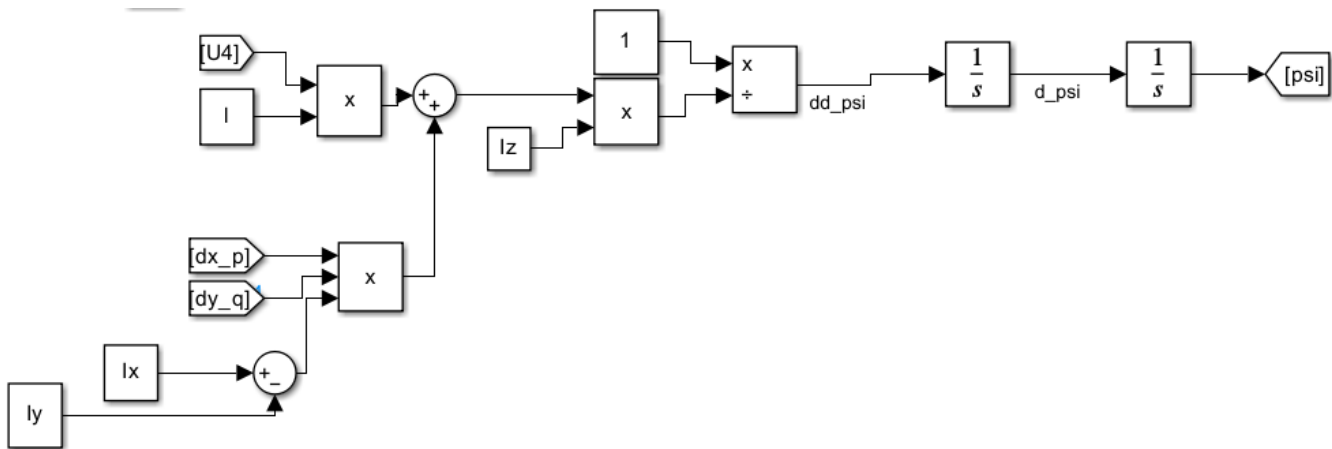 [U4]
l
x
+
+
1
x
Iz
x
÷
dd_psi
1
s
d_psi
1
s
[psi]
[dx_p]
[dy_q]
x
Ix
+
-
Iy